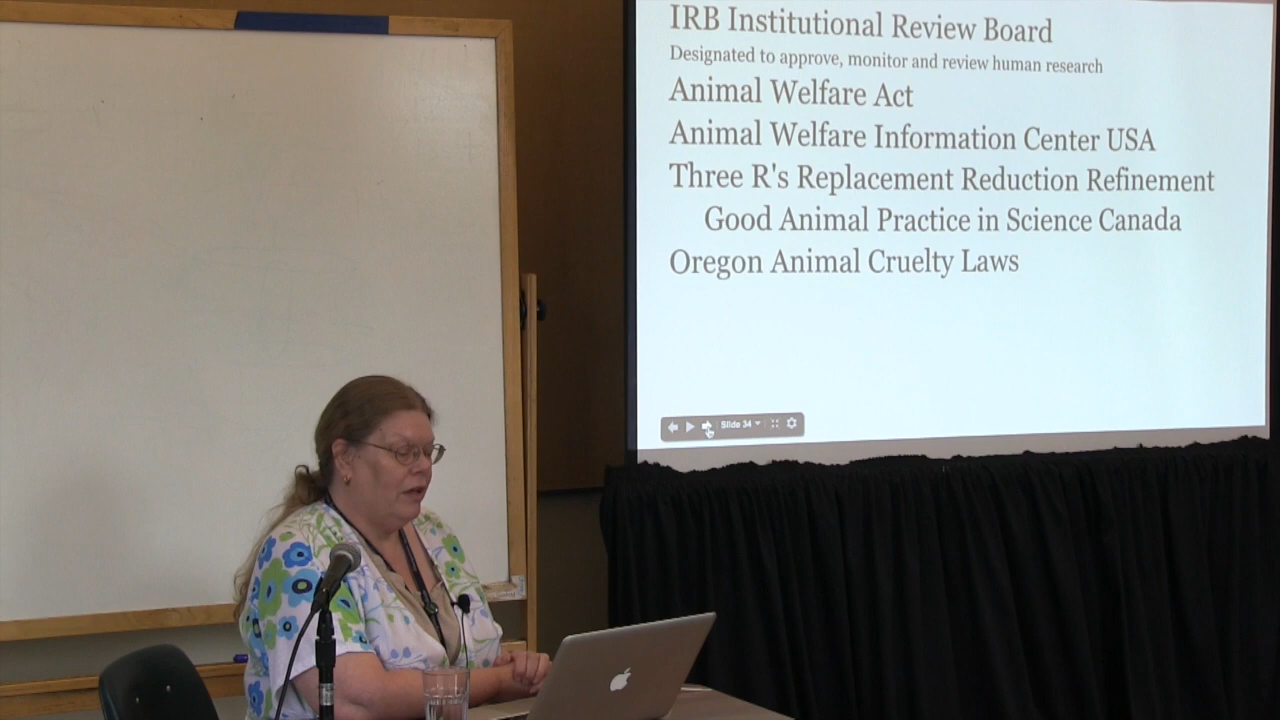 IRB Institutional Review Board
Designated to approve, monitor and review human research
Animal Welfare Act
Animal Welfare Information Center USA
Three R's Replacement Reduction Refinement
Good Animal Practice in Science Canada
Oregon Animal Cruelty Laws
Slide 34